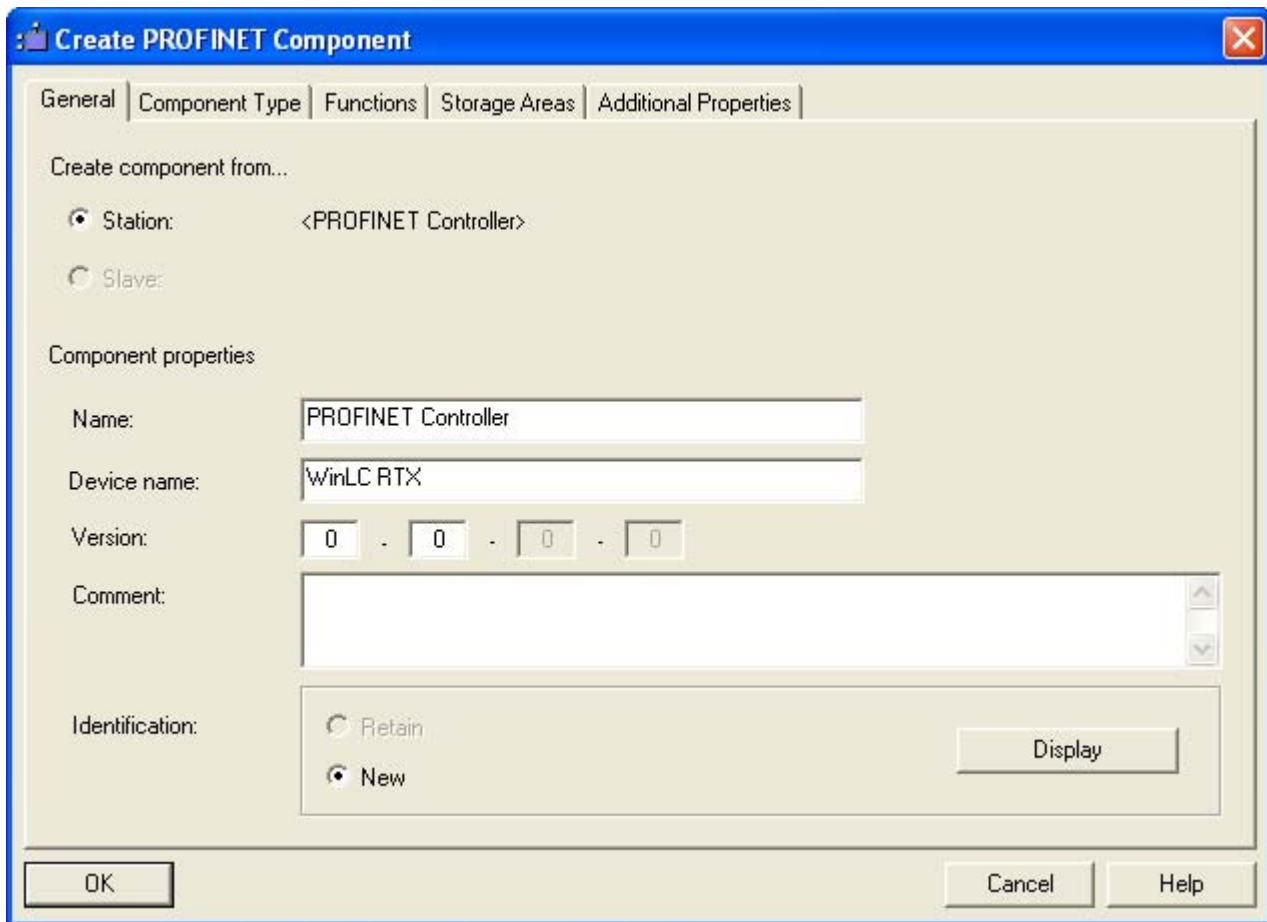 Create PROFINET Component
General Component Type Functions Storage Areas Additional Properties
Create component from...
Station: <PROFINET Controller>
Slave:
Component properties
Name: PROFINET Controller
Device name: WinLC RTX
Version: 0 . 0 . 0 . 0
Comment:
Identification: Retain
New
Display
OK Cancel Help